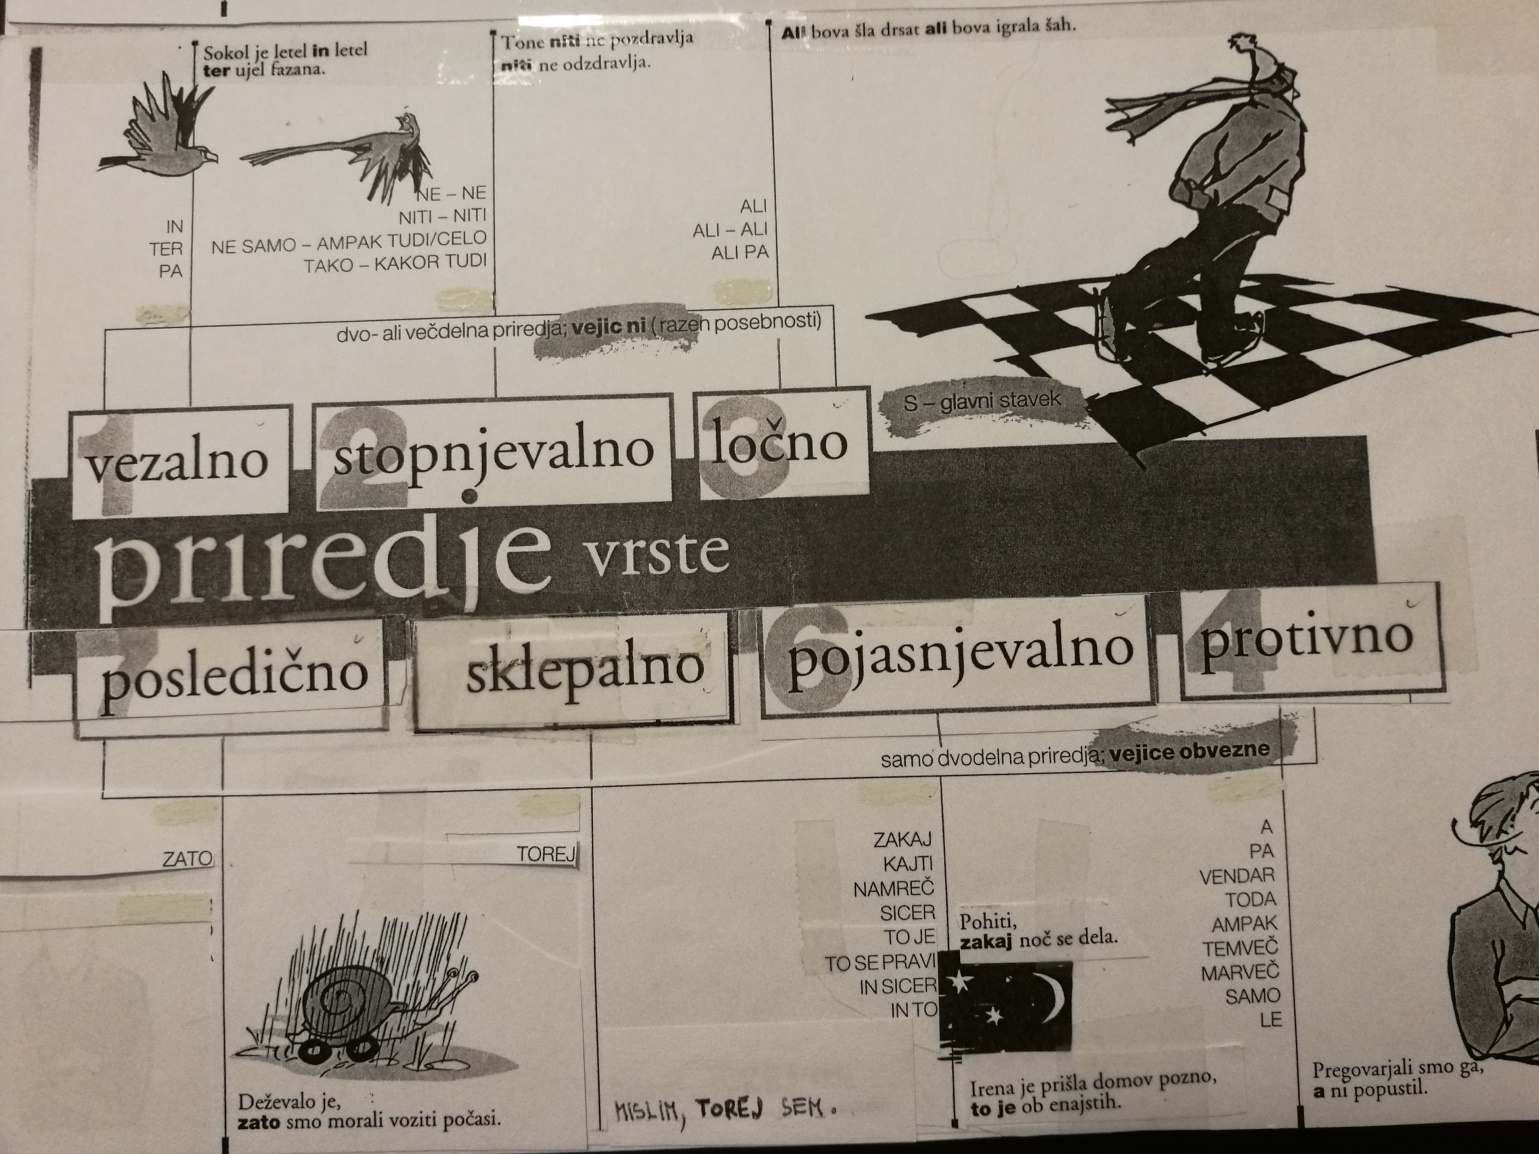 Sokol je letel in letel
ter ujel fazana.
Tone niti ne pozdravlja
niti ne odzdravlja.
Ali bova šla drsat ali bova igrala šah.
IN
TER
PA
NE – NE
NITI – NITI
NE SAMO – AMPAK TUDI/CELO
TAKO – KAKOR TUDI
ALI
ALI – ALI
ALI PA
dvo- ali večdelna priredja; vejic ni (razen posebnosti)
S – glavni stavek
1 vezalno
2 stopnjevalno
3 ločno
priredje vrste
7 posledično
sklepalno
6 pojasnjevalno
4 protivno
samo dvodelna priredja; vejice obvezne
ZATO
Deževalo je,
zato smo morali voziti počasi.
TOREJ
MISLIM, TOREJ SEM.
ZAKAJ
KAJTI
NAMREČ
SICER
TO JE
TO SE PRAVI
IN SICER
IN TO
Pohiti,
zakaj noč se dela.
Irena je prišla domov pozno,
to je ob enajstih.
A
PA
VENDAR
TODA
AMPAK
TEMVEČ
MARVEČ
SAMO
LE
Pregovarjali smo ga,
a ni popustil.